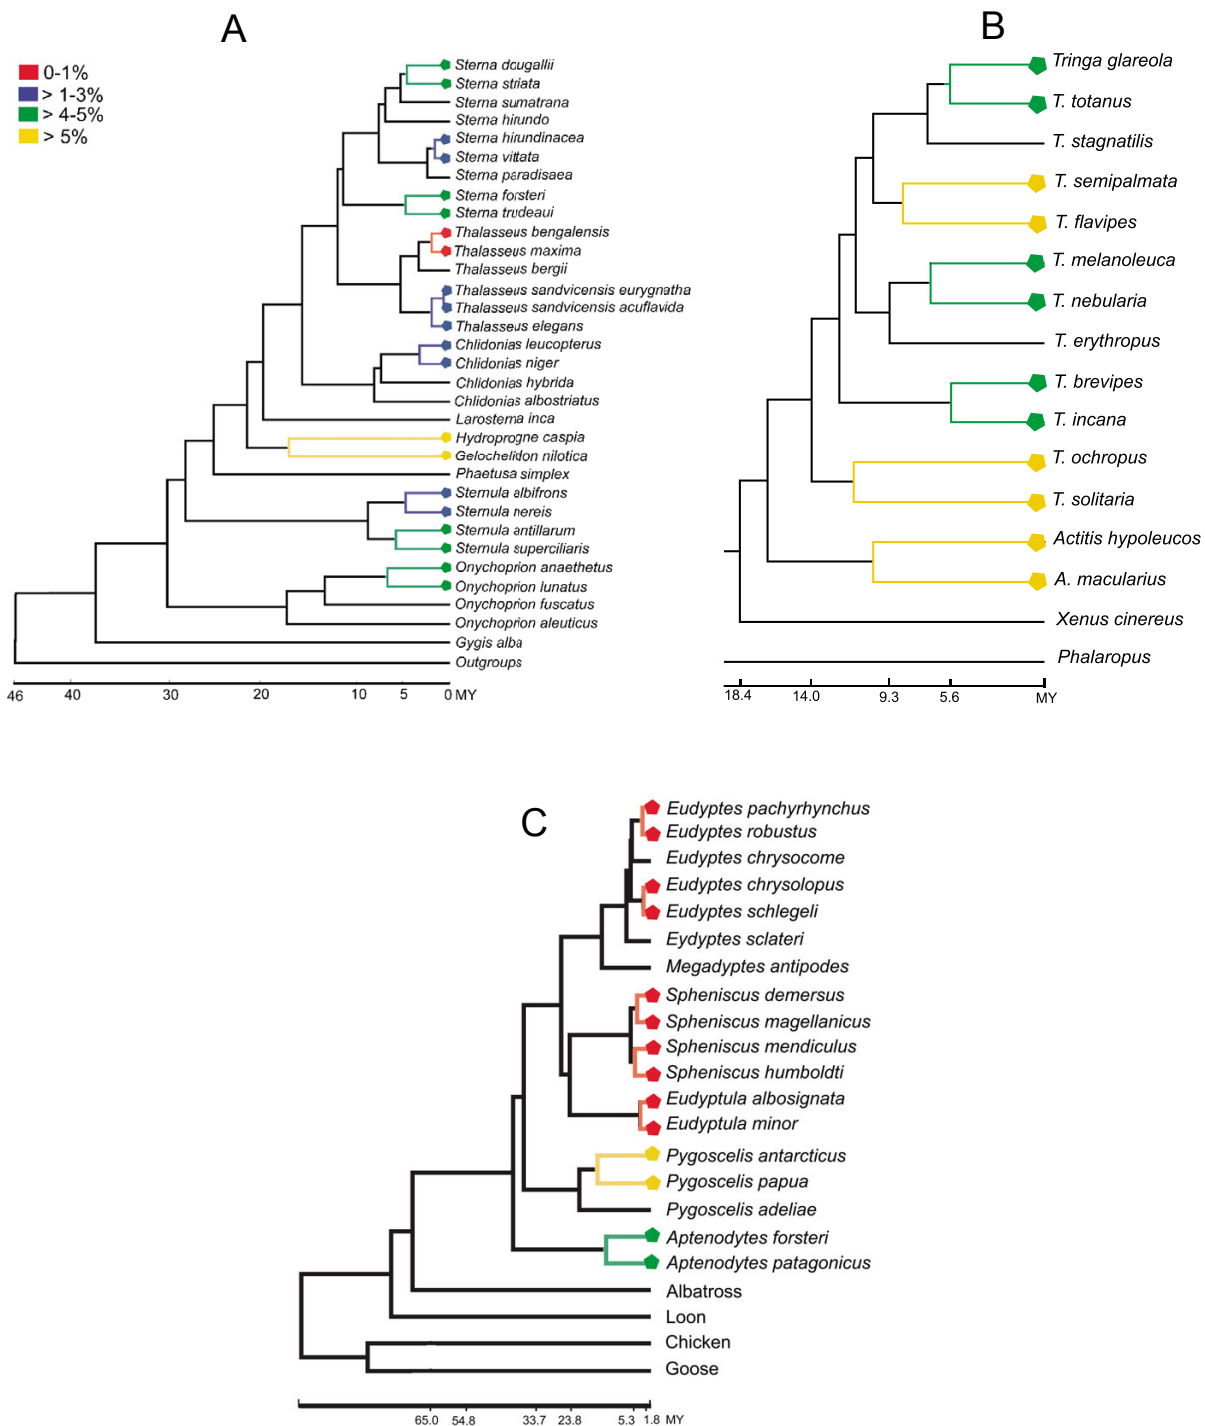 A
0-1%
> 1-3%
> 4-5%
> 5%
Sterna dougallii
Sterna striata
Sterna sumatrana
Sterna hirundo
Sterna hirundinacea
Sterna vittata
Sterna paradisaea
Sterna forsteri
Sterna trudeaui
Thalasseus bengalensis
Thalasseus maxima
Thalasseus bergii
Thalasseus sandvicensis eurygnatha
Thalasseus sandvicensis acuflavida
Thalasseus elegans
Chlidonias leucopterus
Chlidonias niger
Chlidonias hybrida
Chlidonias albostriatus
Larosterna inca
Hydroprogne caspia
Gelochelidon nilotica
Phaetusa simplex
Sternula albifrons
Sternula nereis
Sternula antillarum
Sternula superciliaris
Onychoprion anaethetus
Onychoprion lunatus
Onychoprion fuscatus
Onychoprion aleuticus
Gygis alba
Outgroups
46 40 30 20 10 5 0 MY
B
Tringa glareola
T. totanus
T. stagnatilis
T. semipalmata
T. flavipes
T. melanoleuca
T. nebularia
T. erythropus
T. brevipes
T. incana
T. ochropus
T. solitaria
Actitis hypoleucos
A. macularius
Xenus cinereus
Phalaropus
18.4 14.0 9.3 5.6 MY
C
Eudyptes pachyrhynchus
Eudyptes robustus
Eudyptes chrysocome
Eudyptes chrysolopus
Eudyptes schlegeli
Eydyptes sclateri
Megadyptes antipodes
Spheniscus demersus
Spheniscus magellanicus
Spheniscus mendiculus
Spheniscus humboldti
Eudyptula albosignata
Eudyptula minor
Pygoscelis antarcticus
Pygoscelis papua
Pygoscelis adeliae
Aptenodytes forsteri
Aptenodytes patagonicus
Albatross
Loon
Chicken
Goose
65.0 54.8 33.7 23.8 5.3 1.8 MY